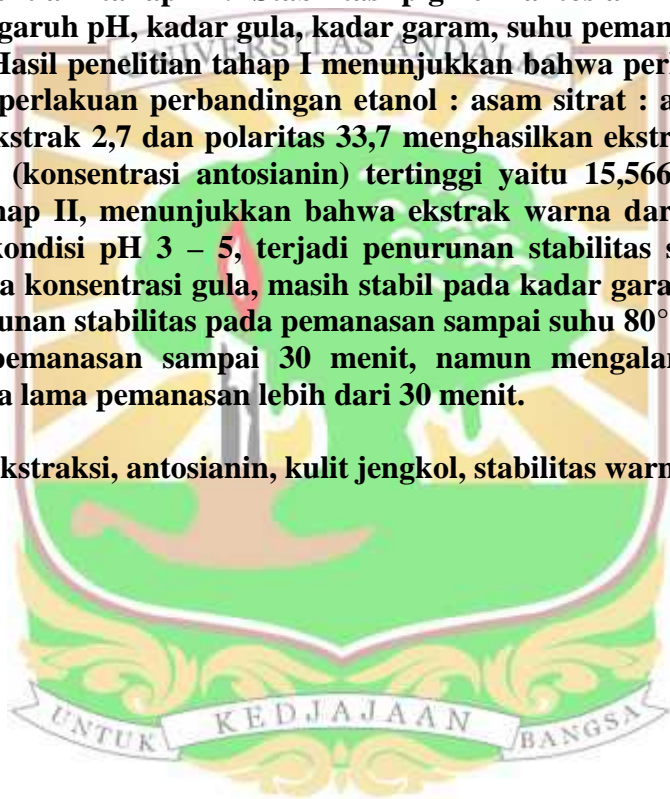 garuh pH, kadar gula, kadar garam, suhu peman
UNIVERSITAS ANDALAS
Hasil penelitian tahap I menunjukkan bahwa per
perlakuan perbandingan etanol : asam sitrat : a
kstrak 2,7 dan polaritas 33,7 menghasilkan ekstr
(konsentrasi antosianin) tertinggi yaitu 15,566
hap II, menunjukkan bahwa ekstrak warna dar
kondisi pH 3 – 5, terjadi penurunan stabilitas s
a konsentrasi gula, masih stabil pada kadar gara
unan stabilitas pada pemanasan sampai suhu 80°
pemanasan sampai 30 menit, namun mengalar
a lama pemanasan lebih dari 30 menit.
kstraksi, antosianin, kulit jengkol, stabilitas warn
UNTUK KEDJAJAAN BANGSA